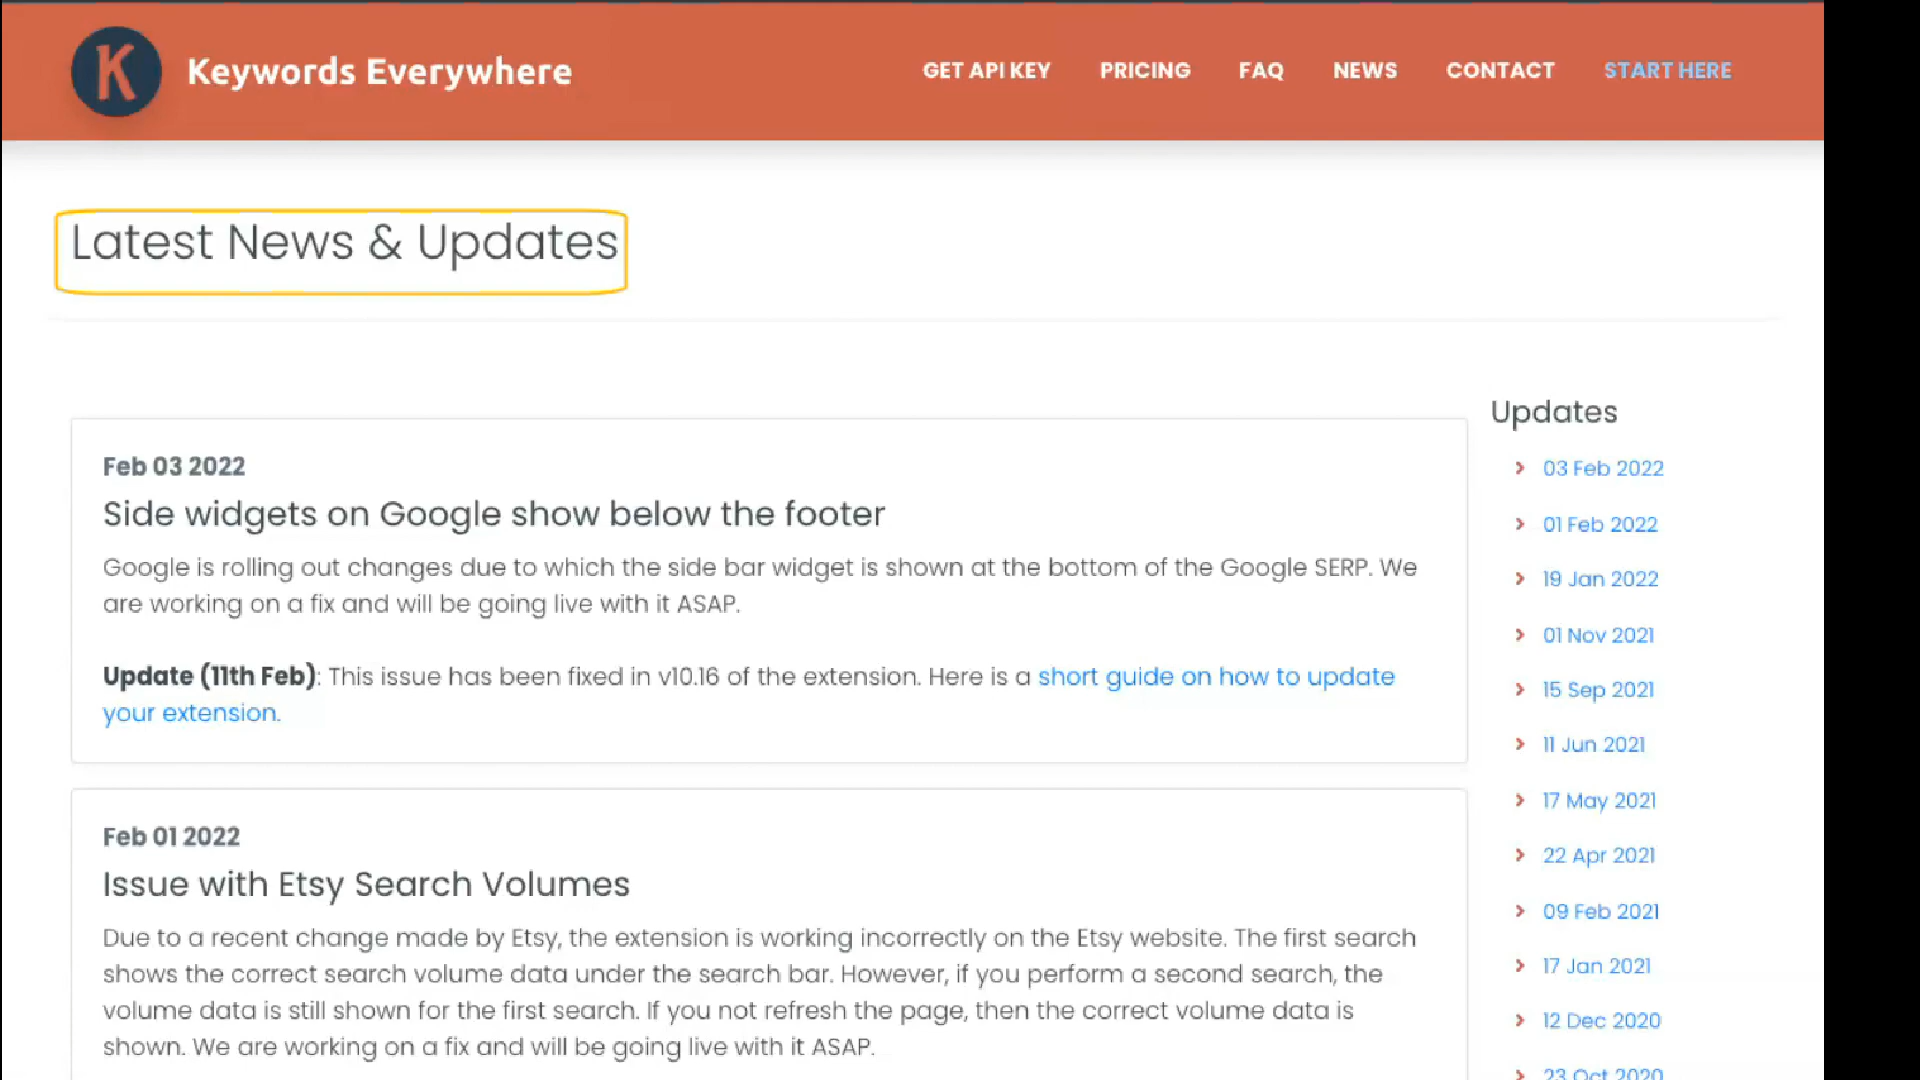 K
Keywords Everywhere
GET API KEY
PRICING
FAQ
NEWS
CONTACT
START HERE
Latest News & Updates
Feb 03 2022
Side widgets on Google show below the footer
Google is rolling out changes due to which the side bar widget is shown at the bottom of the Google SERP. We
are working on a fix and will be going live with it ASAP.
Update (11th Feb): This issue has been fixed in v10.16 of the extension. Here is a short guide on how to update
your extension.
Feb 01 2022
Issue with Etsy Search Volumes
Due to a recent change made by Etsy, the extension is working incorrectly on the Etsy website. The first search
shows the correct search volume data under the search bar. However, if you perform a second search, the
volume data is still shown for the first search. If you not refresh the page, then the correct volume data is
shown. We are working on a fix and will be going live with it ASAP.
Updates
03 Feb 2022
01 Feb 2022
19 Jan 2022
01 Nov 2021
15 Sep 2021
11 Jun 2021
17 May 2021
22 Apr 2021
09 Feb 2021
17 Jan 2021
12 Dec 2020
23 Oct 2020